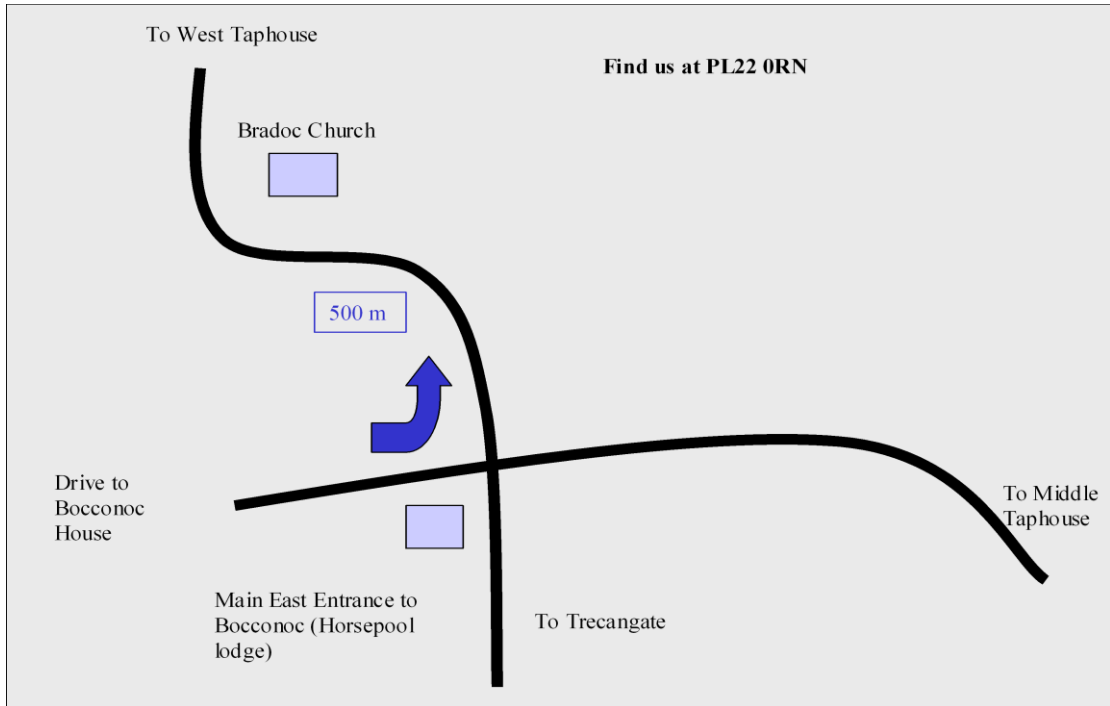 To West Taphouse
Find us at PL22 0RN
Bradoc Church
500 m
Drive to
Bocconoc
House
To Middle
Taphouse
Main East Entrance to
Bocconoc (Horsepool
lodge)
To Trecangate